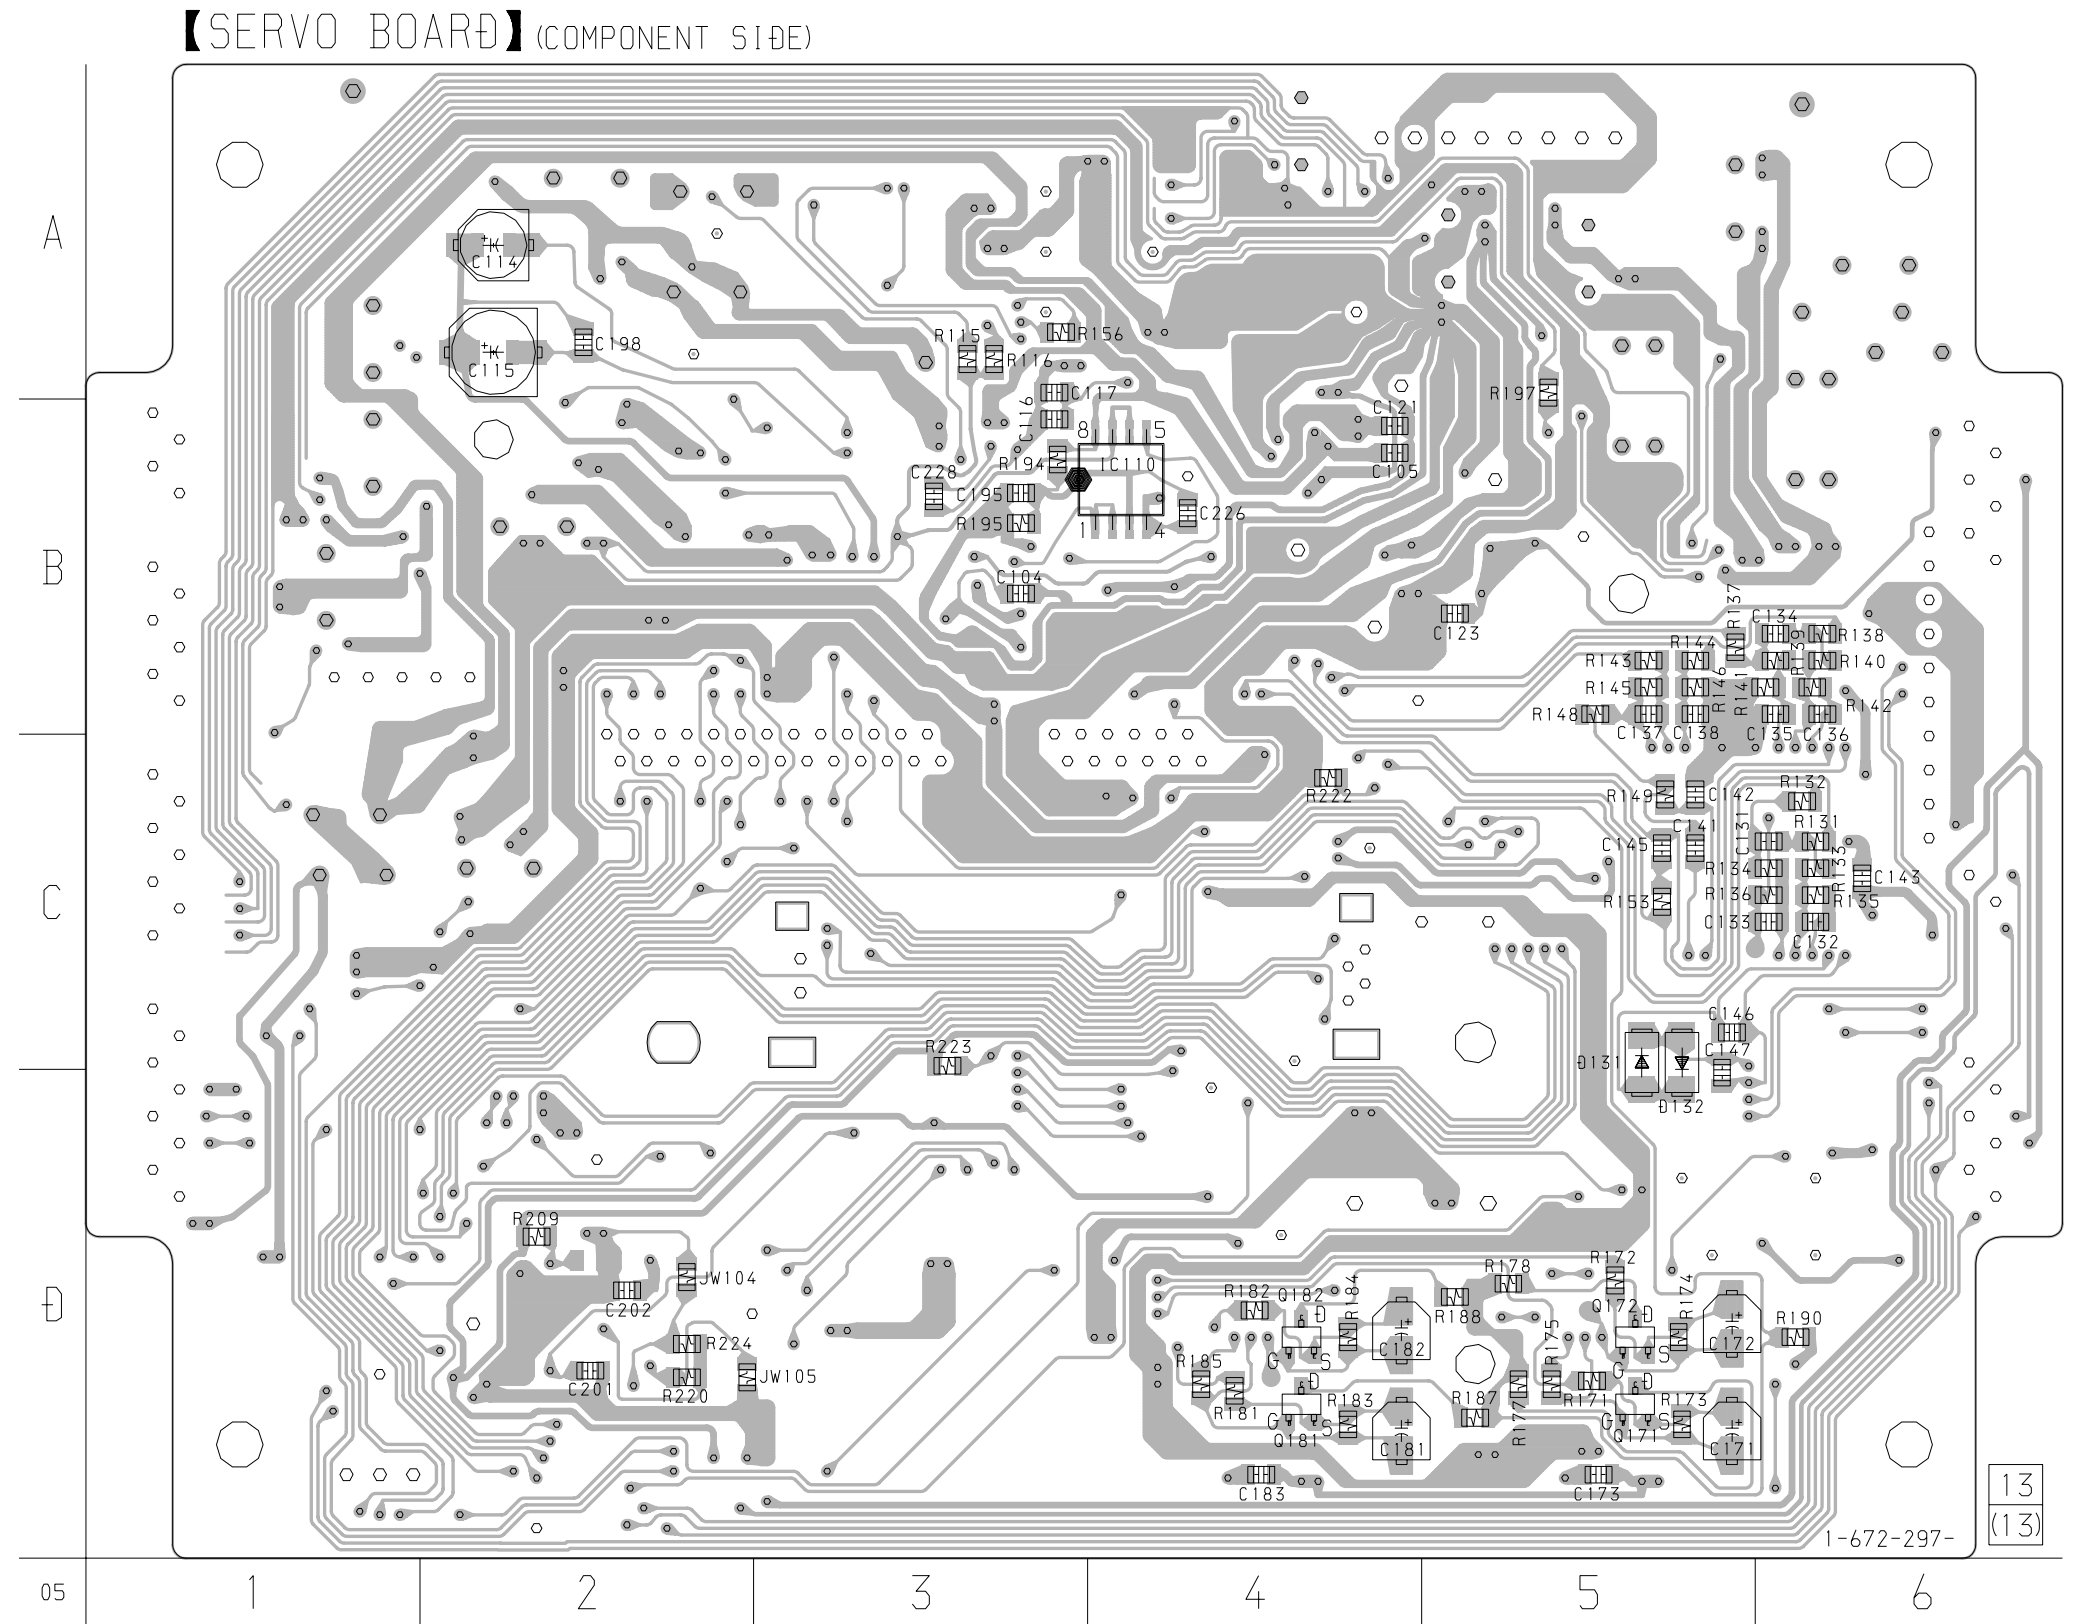 【SERVO BOARD】(COMPONENT SIDE)
A
C114
R115
R156
C198
R116
C115
C117
R197
C116
C121
8 5
R194
IC110
C105
C228
C195
C226
R195
1 4
B
C104
R137
C123
C134
R139
R138
R144
R143
R140
R146
R141
R145
R142
R148
C137
C138
C135
C136
R132
R149
C142
R222
C131
R131
C141
C145
R133
R134
C143
R136
R135
R153
C
C133
C132
C146
R223
C147
D131
D132
R209
R172
R178
JW104
R184
R174
R182
Q182
D
Q172
D
C202
R188
D
R190
R224
R175
C182
C172
R185
G S
G S
C201
R220
JW105
D
D
R181
R183
R187
R177
R171
R173
G S
G S
Q181
C181
Q171
C171
C183
C173
13
(13)
1-672-297-
05 1 2 3 4 5 6